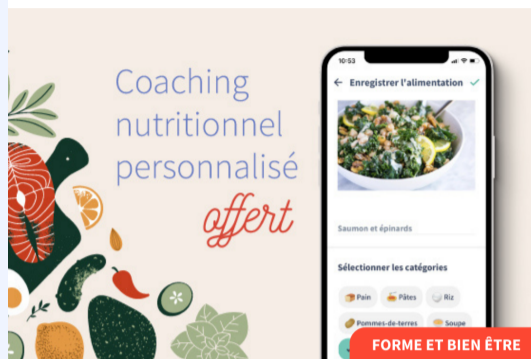 Coaching
nutritionnel
personnalisé
offert
10:53
Enregistrer l'alimentation
Saumon et épinards
Sélectionner les catégories
Pain
Pâtes
Riz
Pommes-de-terres
Soupe
FORME ET BIEN ÊTRE